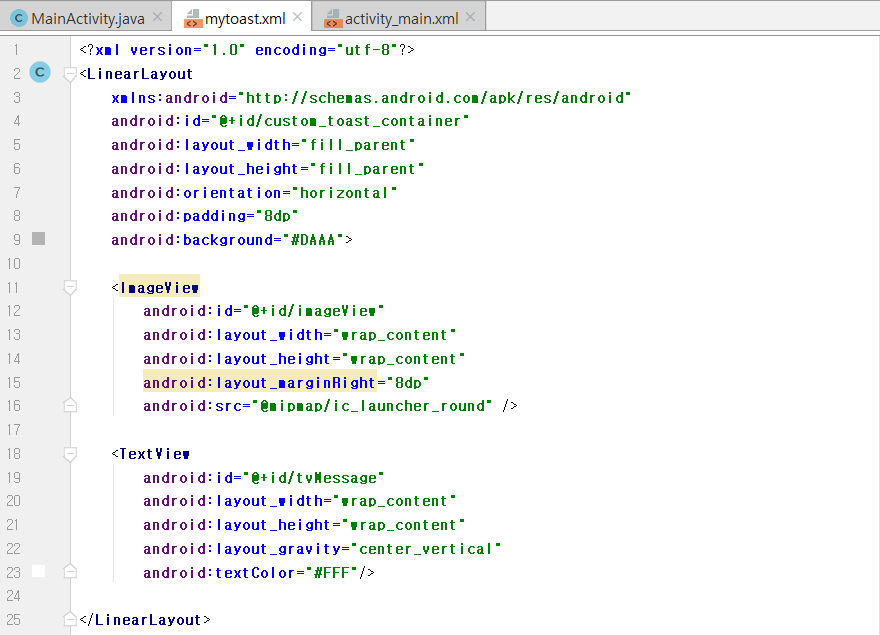 MainActivity.java mytoast.xml activity_main.xml
1 <?xml version="1.0" encoding="utf-8"?>
2 C <LinearLayout
3 xmlns:android="http://schemas.android.com/apk/res/android"
4 android:id="@+id/custom_toast_container"
5 android:layout_width="fill_parent"
6 android:layout_height="fill_parent"
7 android:orientation="horizontal"
8 android:padding="8dp"
9 android:background="#DAAA">
10
11 <ImageView
12 android:id="@+id/imageView"
13 android:layout_width="wrap_content"
14 android:layout_height="wrap_content"
15 android:layout_marginRight="8dp"
16 android:src="@mipmap/ic_launcher_round" />
17
18 <TextView
19 android:id="@+id/tvMessage"
20 android:layout_width="wrap_content"
21 android:layout_height="wrap_content"
22 android:layout_gravity="center_vertical"
23 android:textColor="#FFF"/>
24
25 </LinearLayout>